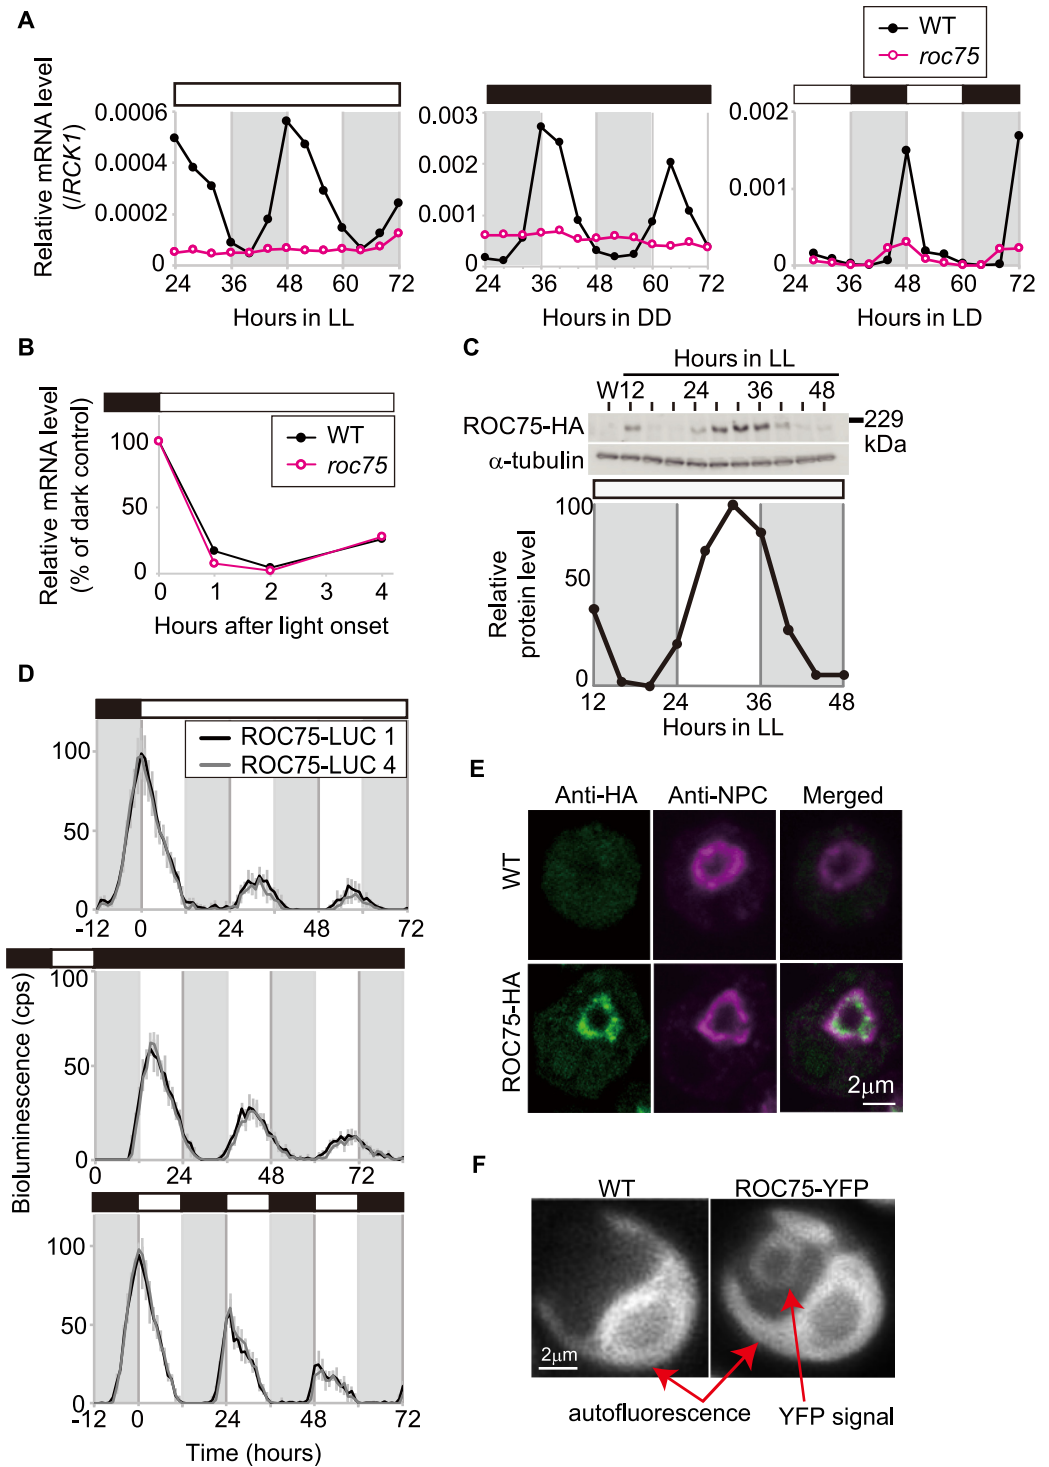 A
WT
roc75
Relative mRNA level
(/RCK1)
0.0006
0.0004
0.0002
0
24 36 48 60 72
Hours in LL
0.003
0.002
0.001
0
24 36 48 60 72
Hours in DD
0.002
0.001
0
24 36 48 60 72
Hours in LD
B
Relative mRNA level
(% of dark control)
100
50
0
WT
roc75
0 1 2 3 4
Hours after light onset
C
Hours in LL
W 12 24 36 48
ROC75-HA
229
kDa
α-tubulin
Relative
protein level
100
50
0
12 24 36 48
Hours in LL
D
ROC75-LUC 1
ROC75-LUC 4
100
50
0
-12 0 24 48 72
Bioluminescence (cps)
100
50
0
0 24 48 72
100
50
0
-12 0 24 48 72
Time (hours)
E
Anti-HA Anti-NPC Merged
WT
ROC75-HA
2μm
F
WT ROC75-YFP
2μm
autofluorescence YFP signal